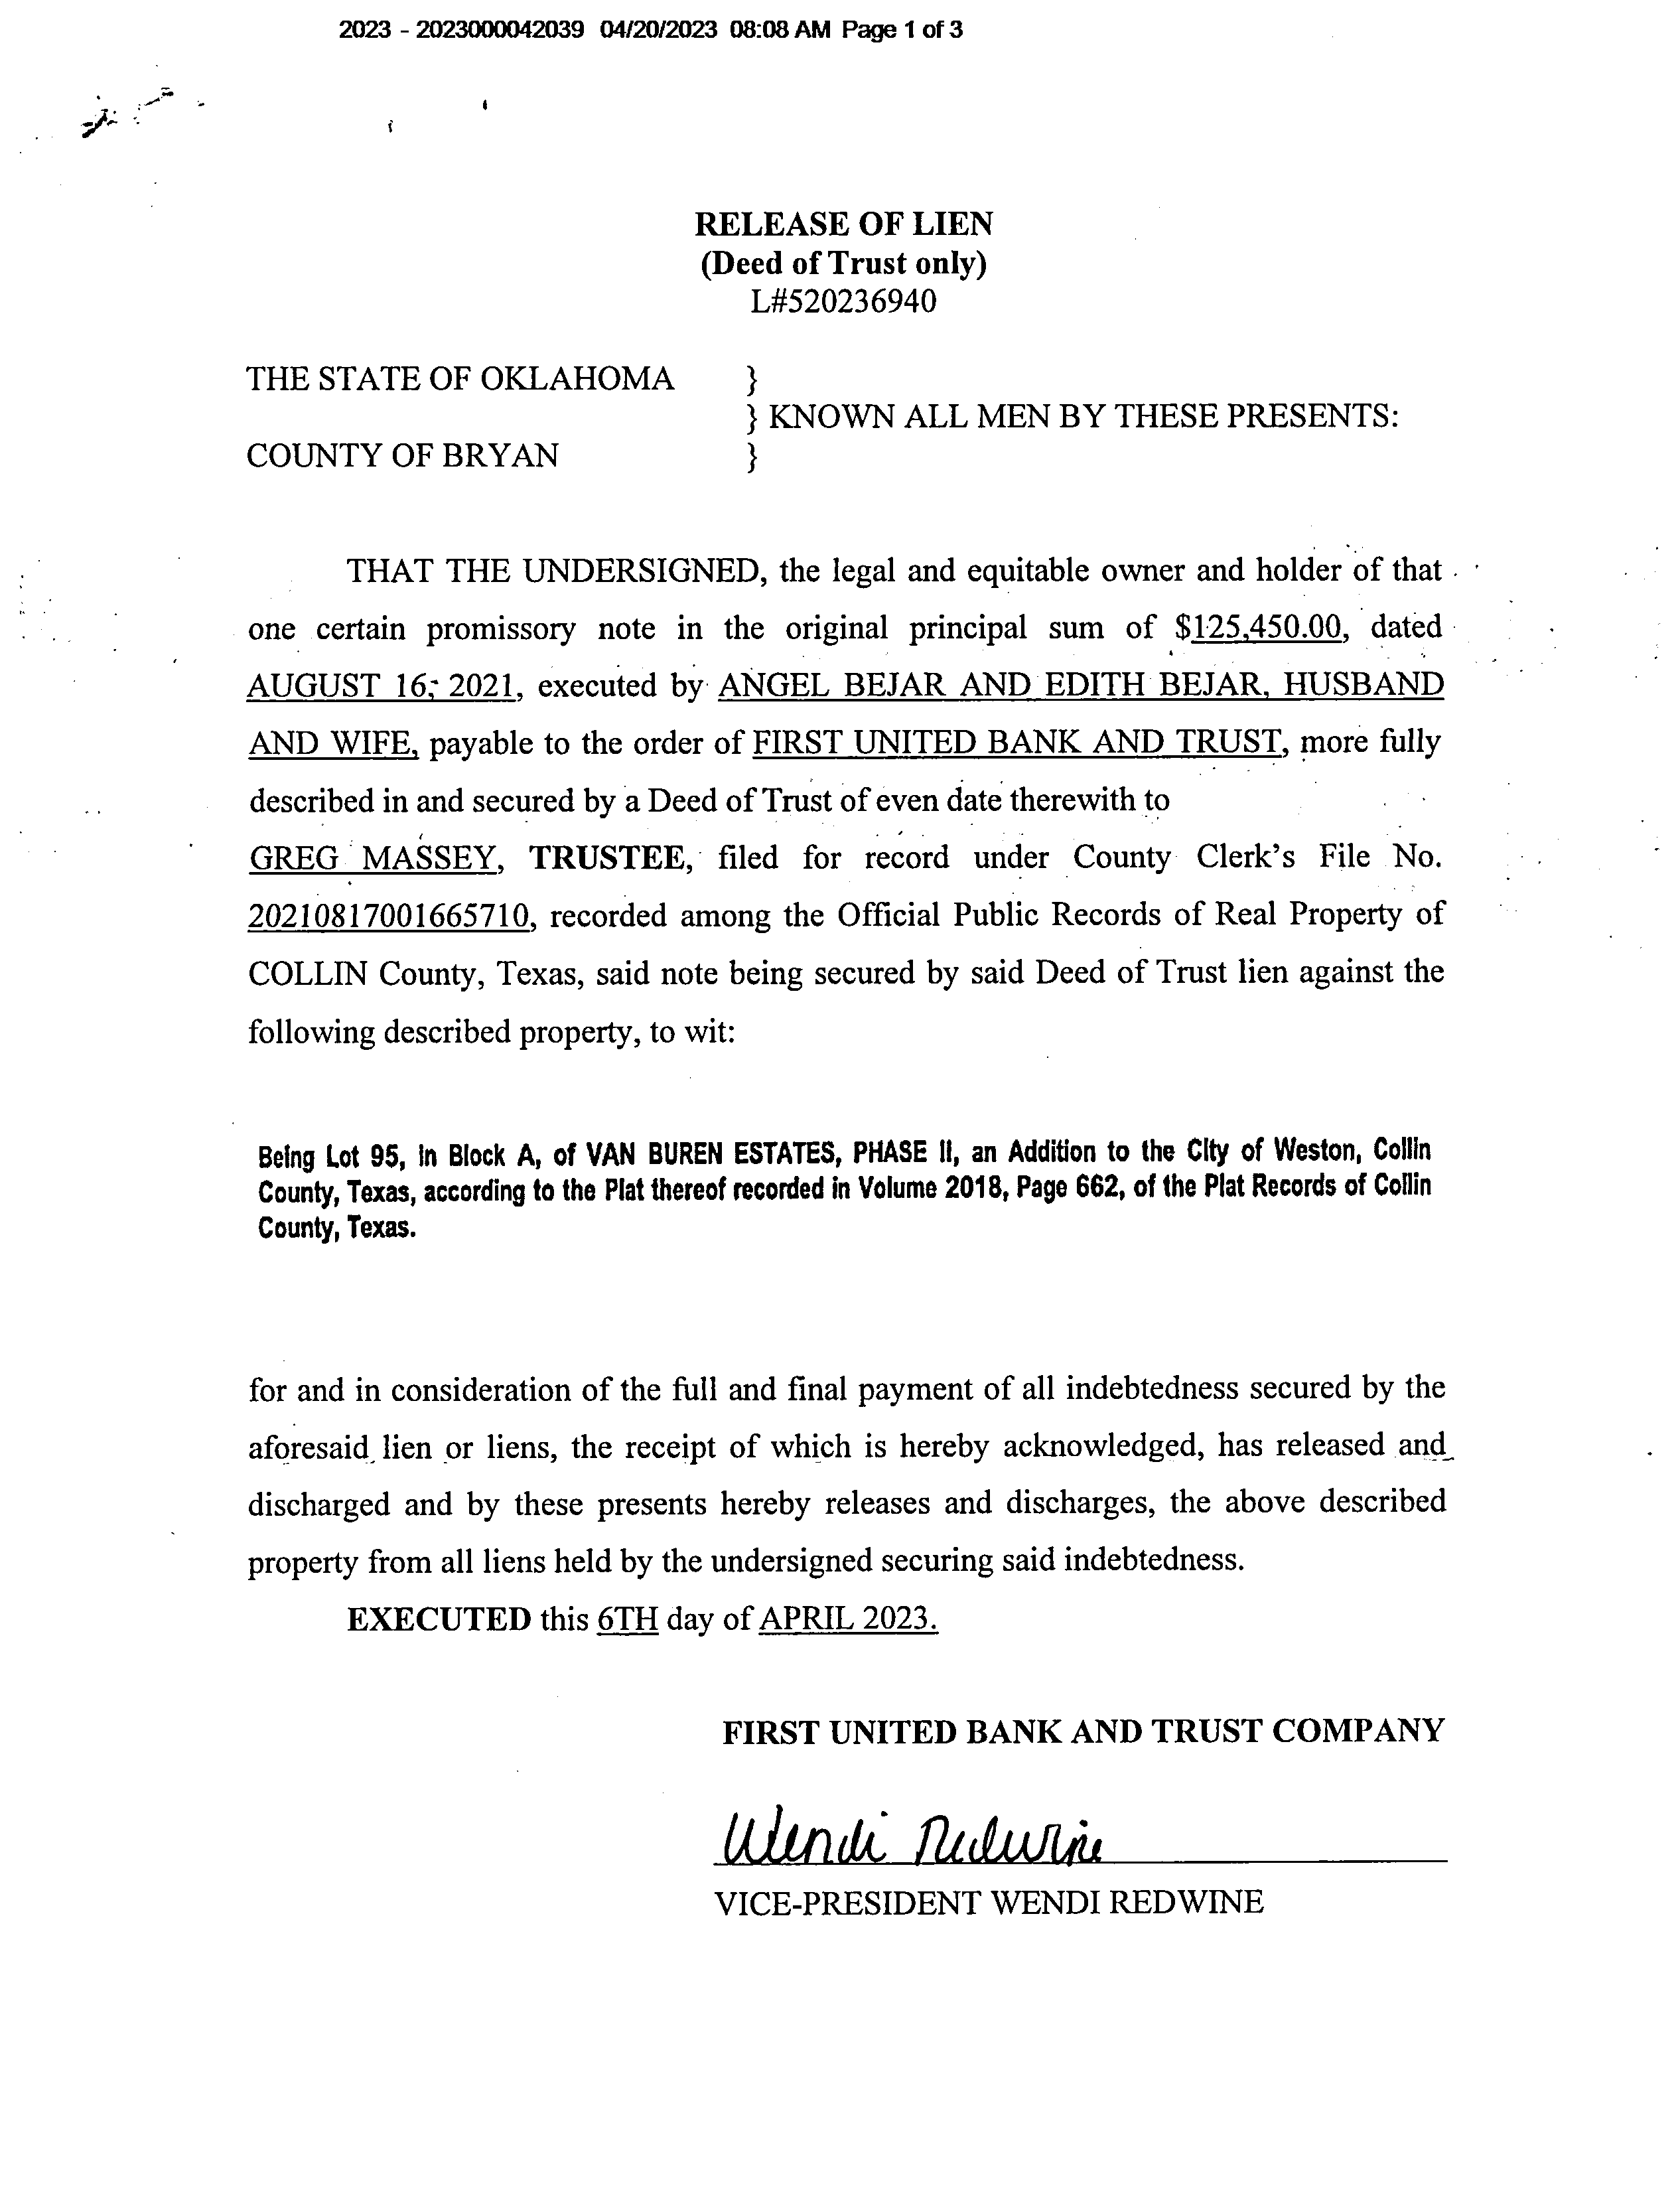 2023 - 2023000042039 04/20/2023 08:08 AM Page 1 of 3
RELEASE OF LIEN
(Deed of Trust only)
L#520236940
THE STATE OF OKLAHOMA }
} KNOWN ALL MEN BY THESE PRESENTS:
COUNTY OF BRYAN }
THAT THE UNDERSIGNED, the legal and equitable owner and holder of that
one certain promissory note in the original principal sum of $125,450.00, dated
AUGUST 16, 2021, executed by ANGEL BEJAR AND EDITH BEJAR, HUSBAND
AND WIFE, payable to the order of FIRST UNITED BANK AND TRUST, more fully
described in and secured by a Deed of Trust of even date therewith to
GREG MASSEY, TRUSTEE, filed for record under County Clerk's File No.
20210817001665710, recorded among the Official Public Records of Real Property of
COLLIN County, Texas, said note being secured by said Deed of Trust lien against the
following described property, to wit:
Being Lot 95, in Block A, of VAN BUREN ESTATES, PHASE II, an Addition to the City of Weston, Collin
County, Texas, according to the Plat thereof recorded in Volume 2018, Page 662, of the Plat Records of Collin
County, Texas.
for and in consideration of the full and final payment of all indebtedness secured by the
aforesaid lien or liens, the receipt of which is hereby acknowledged, has released and
discharged and by these presents hereby releases and discharges, the above described
property from all liens held by the undersigned securing said indebtedness.
EXECUTED this 6TH day of APRIL 2023.
FIRST UNITED BANK AND TRUST COMPANY
Wendi Redwine
VICE-PRESIDENT WENDI REDWINE